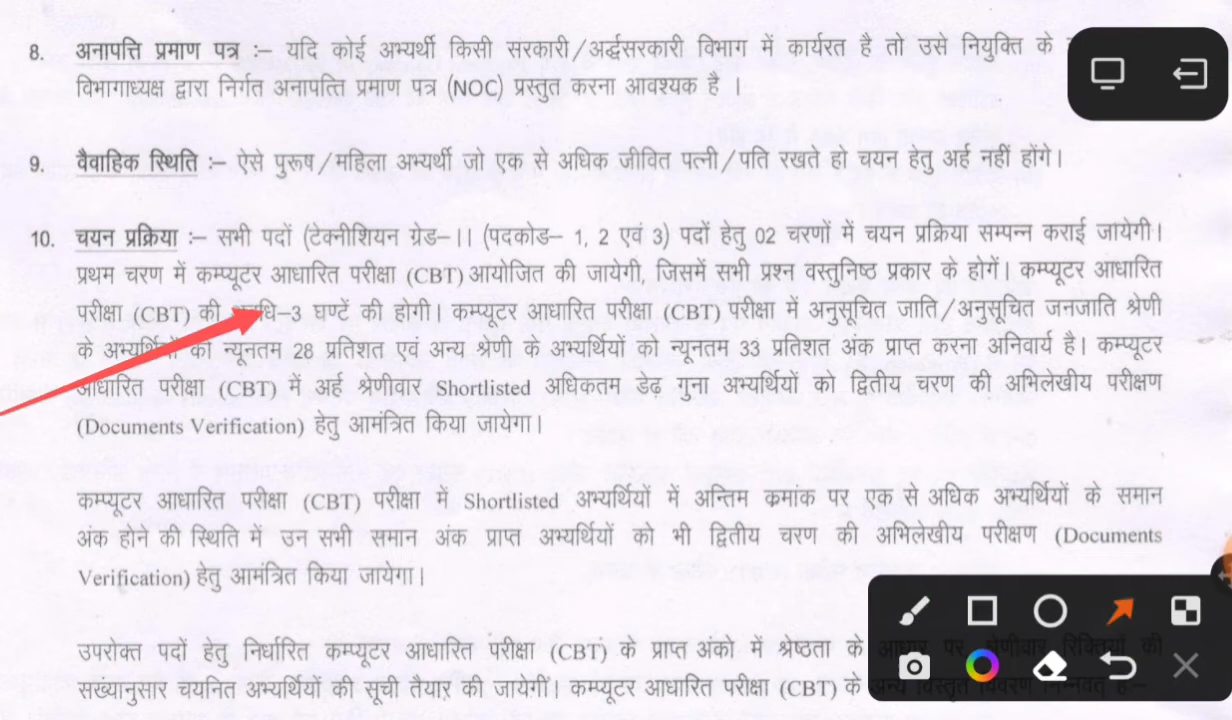 8. अनापत्ति प्रमाण पत्र :– यदि कोई अभ्यर्थी किसी सरकारी/अर्द्धसरकारी विभाग में कार्यरत है तो उसे नियुक्ति के
विभागाध्यक्ष द्वारा निर्गत अनापत्ति प्रमाण पत्र (NOC) प्रस्तुत करना आवश्यक है ।
9. वैवाहिक स्थिति :– ऐसे पुरूष/महिला अभ्यर्थी जो एक से अधिक जीवित पत्नी/पति रखते हो चयन हेतु अर्ह नहीं होंगे।
10. चयन प्रक्रिया :– सभी पदों (टेक्नीशियन ग्रेड–।। (पदकोड– 1, 2 एवं 3) पदों हेतु 02 चरणों में चयन प्रक्रिया सम्पन्न कराई जायेगी।
प्रथम चरण में कम्प्यूटर आधारित परीक्षा (CBT) आयोजित की जायेगी, जिसमें सभी प्रश्न वस्तुनिष्ठ प्रकार के होगें। कम्प्यूटर आधारित
परीक्षा (CBT) की –3 घण्टें की होगी। कम्प्यूटर आधारित परीक्षा (CBT) परीक्षा में अनुसूचित जाति/अनुसूचित जनजाति श्रेणी
के अभ्यर्थियों को न्यूनतम 28 प्रतिशत एवं अन्य श्रेणी के अभ्यर्थियों को न्यूनतम 33 प्रतिशत अंक प्राप्त करना अनिवार्य है। कम्प्यूटर
आधारित परीक्षा (CBT) में अर्ह श्रेणीवार Shortlisted अधिकतम डेढ़ गुना अभ्यर्थियों को द्वितीय चरण की अभिलेखीय परीक्षण
(Documents Verification) हेतु आमंत्रित किया जायेगा।
कम्प्यूटर आधारित परीक्षा (CBT) परीक्षा में Shortlisted अभ्यर्थियों में अन्तिम क्रमांक पर एक से अधिक अभ्यर्थियों के समान
अंक होने की स्थिति में उन सभी समान अंक प्राप्त अभ्यर्थियों को भी द्वितीय चरण की अभिलेखीय परीक्षण (Documents
Verification) हेतु आमंत्रित किया जायेगा।
उपरोक्त पदों हेतु निर्धारित कम्प्यूटर आधारित परीक्षा (CBT) के प्राप्त अंको में श्रेष्ठता के आधार पर, श्रेणीवार रिक्तियों की
संख्यानुसार चयनित अभ्यर्थियों की सूची तैयार की जायेगी। कम्प्यूटर आधारित परीक्षा (CBT) के अन्य विस्तृत विवरण निम्नवत् है:–